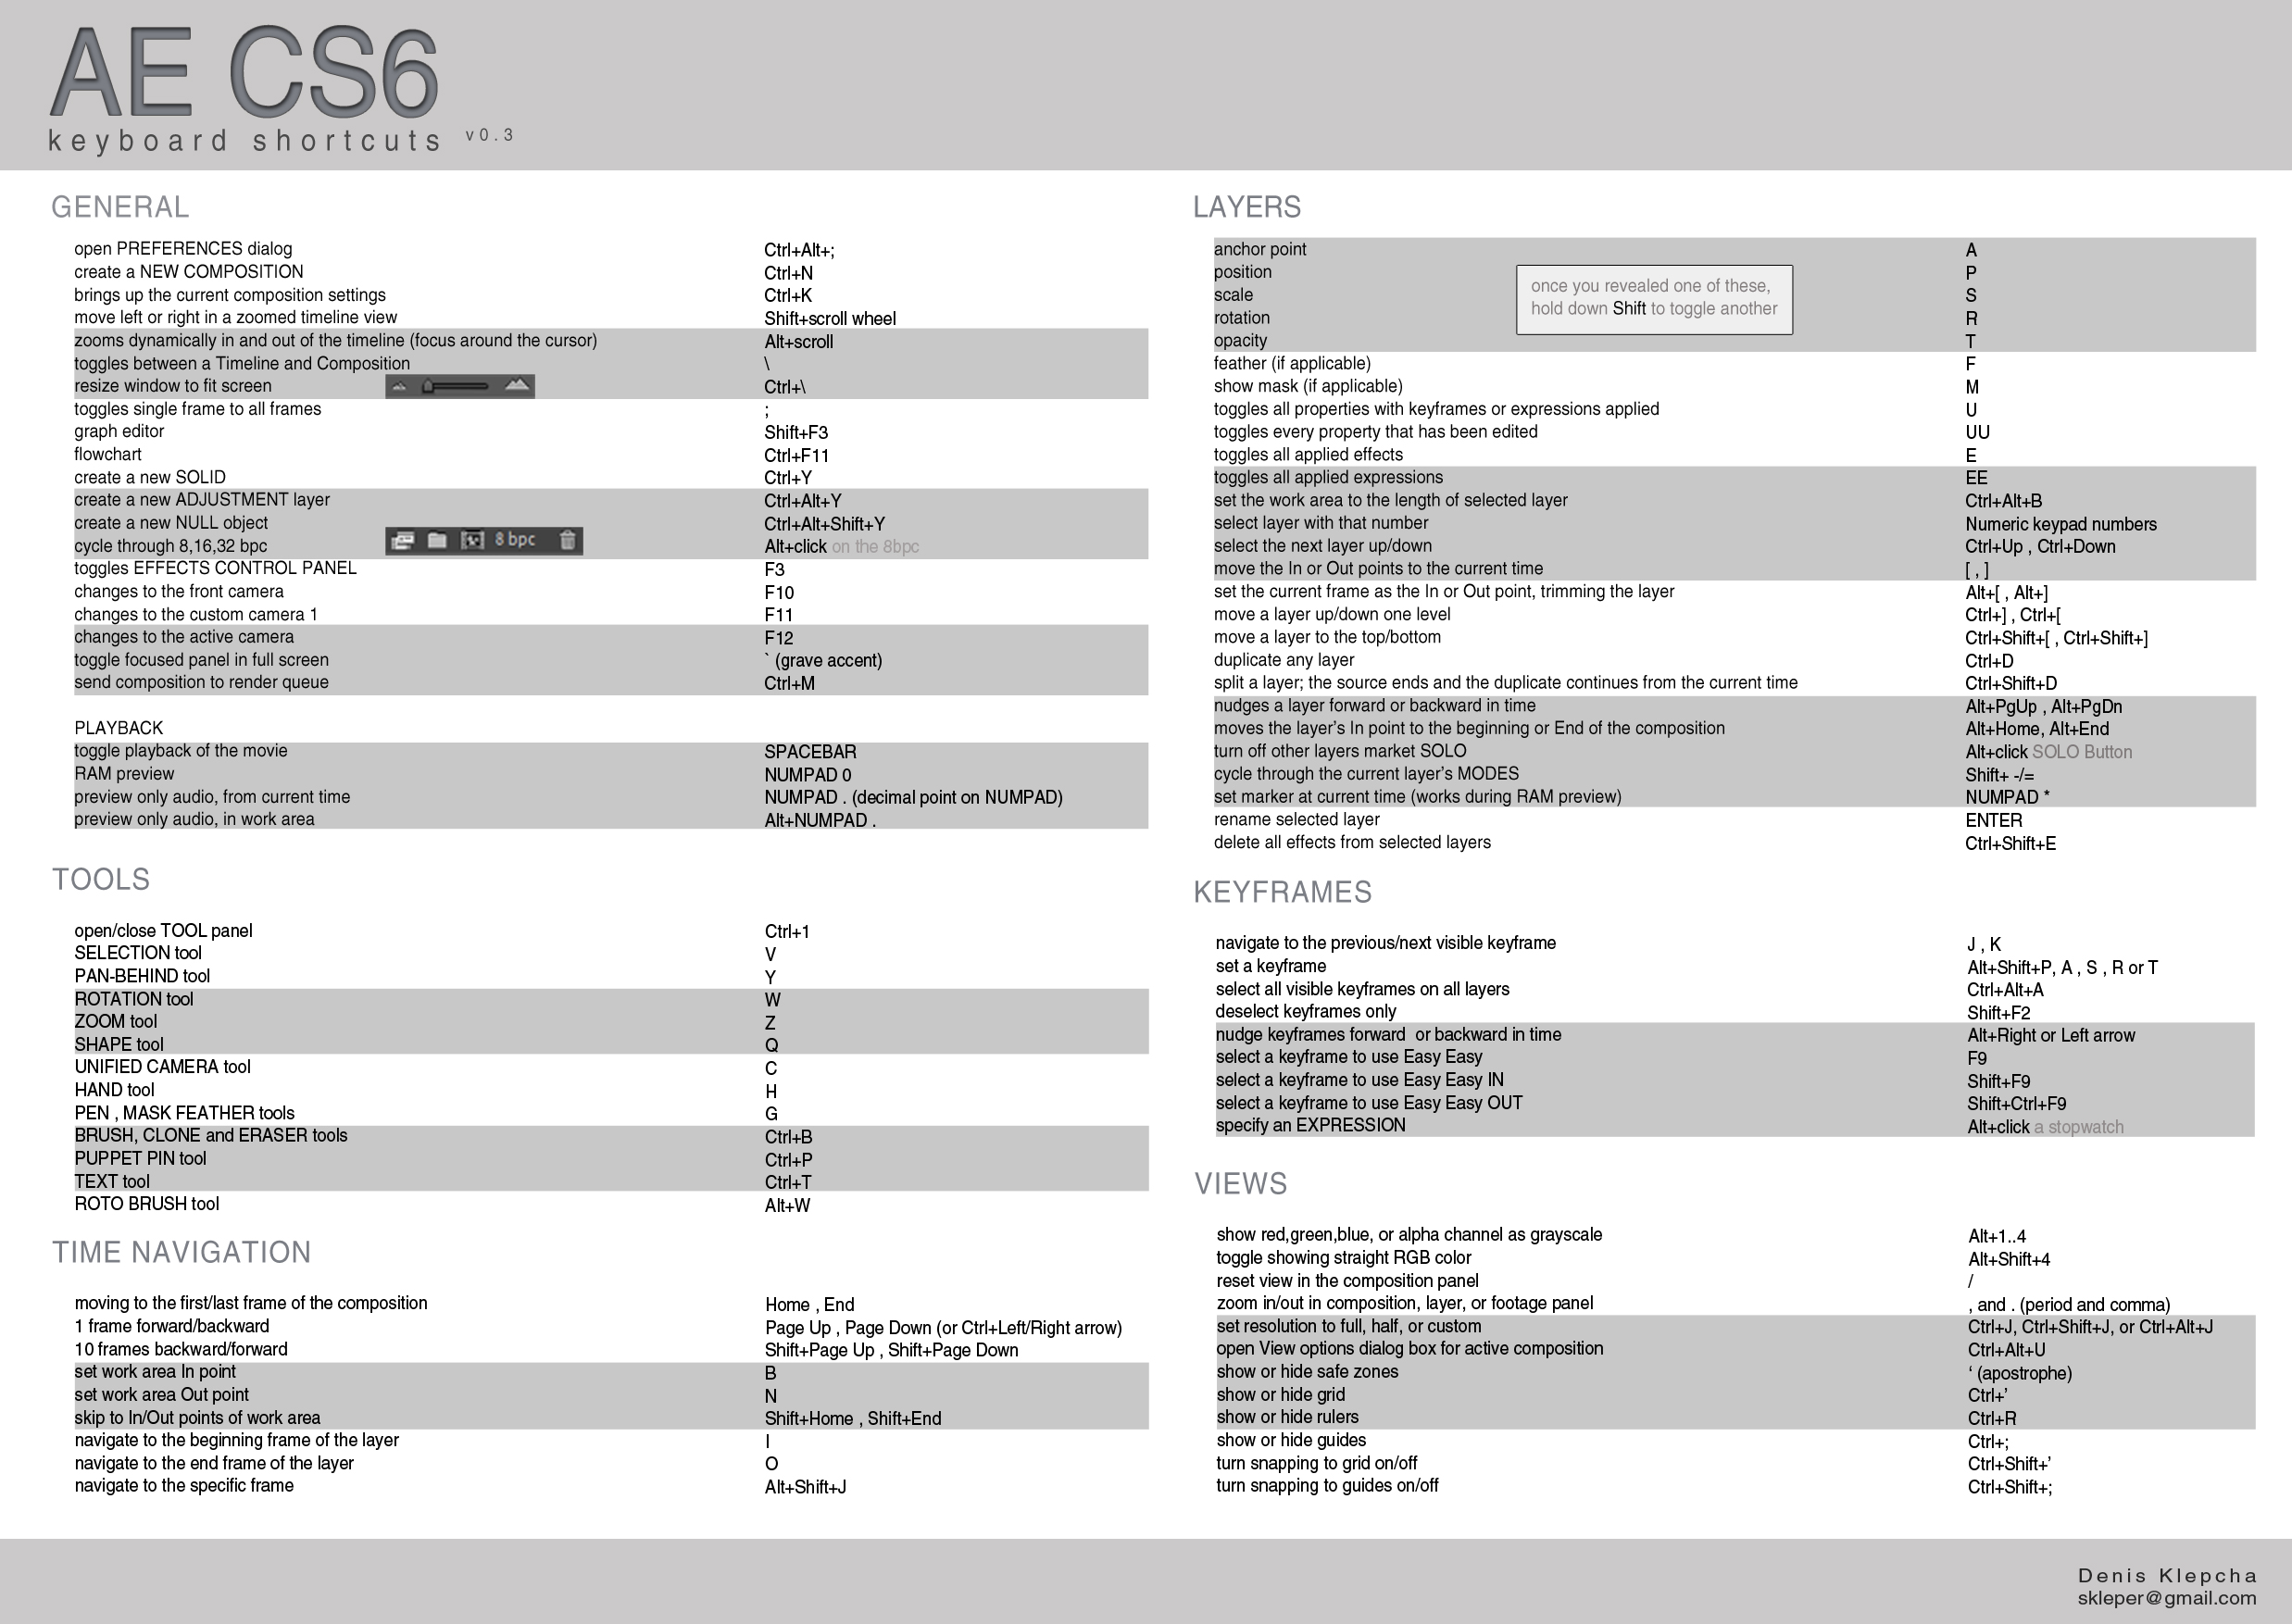 AE CS6
keyboard shortcuts v0.3
GENERAL
open PREFERENCES dialog Ctrl+Alt+;
create a NEW COMPOSITION Ctrl+N
brings up the current composition settings Ctrl+K
move left or right in a zoomed timeline view Shift+scroll wheel
zooms dynamically in and out of the timeline (focus around the cursor) Alt+scroll
toggles between a Timeline and Composition \
resize window to fit screen Ctrl+\
toggles single frame to all frames ;
graph editor Shift+F3
flowchart Ctrl+F11
create a new SOLID Ctrl+Y
create a new ADJUSTMENT layer Ctrl+Alt+Y
create a new NULL object Ctrl+Alt+Shift+Y
cycle through 8,16,32 bpc 8 bpc Alt+click on the 8bpc
toggles EFFECTS CONTROL PANEL F3
changes to the front camera F10
changes to the custom camera 1 F11
changes to the active camera F12
toggle focused panel in full screen ` (grave accent)
send composition to render queue Ctrl+M
PLAYBACK
toggle playback of the movie SPACEBAR
RAM preview NUMPAD 0
preview only audio, from current time NUMPAD . (decimal point on NUMPAD)
preview only audio, in work area Alt+NUMPAD .
TOOLS
open/close TOOL panel Ctrl+1
SELECTION tool V
PAN-BEHIND tool Y
ROTATION tool W
ZOOM tool Z
SHAPE tool Q
UNIFIED CAMERA tool C
HAND tool H
PEN , MASK FEATHER tools G
BRUSH, CLONE and ERASER tools Ctrl+B
PUPPET PIN tool Ctrl+P
TEXT tool Ctrl+T
ROTO BRUSH tool Alt+W
TIME NAVIGATION
moving to the first/last frame of the composition Home , End
1 frame forward/backward Page Up , Page Down (or Ctrl+Left/Right arrow)
10 frames backward/forward Shift+Page Up , Shift+Page Down
set work area In point B
set work area Out point N
skip to In/Out points of work area Shift+Home , Shift+End
navigate to the beginning frame of the layer I
navigate to the end frame of the layer O
navigate to the specific frame Alt+Shift+J
LAYERS
anchor point A
position P
scale S
rotation R
opacity T
once you revealed one of these,
hold down Shift to toggle another
feather (if applicable) F
show mask (if applicable) M
toggles all properties with keyframes or expressions applied U
toggles every property that has been edited UU
toggles all applied effects E
toggles all applied expressions EE
set the work area to the length of selected layer Ctrl+Alt+B
select layer with that number Numeric keypad numbers
select the next layer up/down Ctrl+Up , Ctrl+Down
move the In or Out points to the current time [ , ]
set the current frame as the In or Out point, trimming the layer Alt+[ , Alt+]
move a layer up/down one level Ctrl+] , Ctrl+[
move a layer to the top/bottom Ctrl+Shift+[ , Ctrl+Shift+]
duplicate any layer Ctrl+D
split a layer; the source ends and the duplicate continues from the current time Ctrl+Shift+D
nudges a layer forward or backward in time Alt+PgUp , Alt+PgDn
moves the layer's In point to the beginning or End of the composition Alt+Home, Alt+End
turn off other layers market SOLO Alt+click SOLO Button
cycle through the current layer's MODES Shift+ -/=
set marker at current time (works during RAM preview) NUMPAD *
rename selected layer ENTER
delete all effects from selected layers Ctrl+Shift+E
KEYFRAMES
navigate to the previous/next visible keyframe J , K
set a keyframe Alt+Shift+P, A , S , R or T
select all visible keyframes on all layers Ctrl+Alt+A
deselect keyframes only Shift+F2
nudge keyframes forward or backward in time Alt+Right or Left arrow
select a keyframe to use Easy Easy F9
select a keyframe to use Easy Easy IN Shift+F9
select a keyframe to use Easy Easy OUT Shift+Ctrl+F9
specify an EXPRESSION Alt+click a stopwatch
VIEWS
show red,green,blue, or alpha channel as grayscale Alt+1..4
toggle showing straight RGB color Alt+Shift+4
reset view in the composition panel /
zoom in/out in composition, layer, or footage panel , and . (period and comma)
set resolution to full, half, or custom Ctrl+J, Ctrl+Shift+J, or Ctrl+Alt+J
open View options dialog box for active composition Ctrl+Alt+U
show or hide safe zones ‘ (apostrophe)
show or hide grid Ctrl+’
show or hide rulers Ctrl+R
show or hide guides Ctrl+;
turn snapping to grid on/off Ctrl+Shift+’
turn snapping to guides on/off Ctrl+Shift+;
Denis Klepcha
skleper@gmail.com